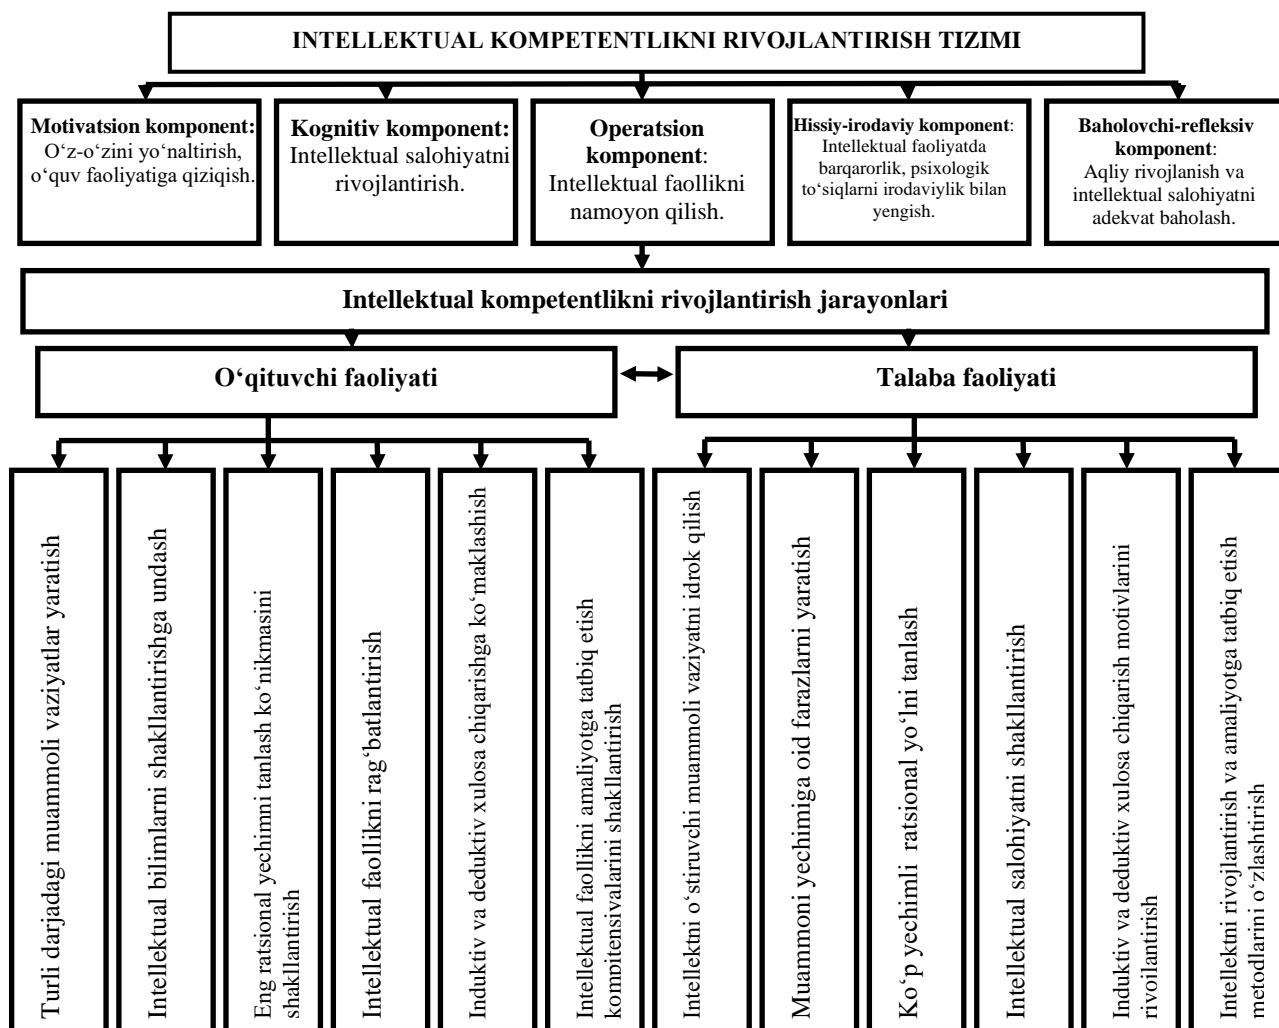 INTELLEKTUAL KOMPETENTLIKNI RIVOJLANTIRISH TIZIMI
Motivatsion komponent:
O‘z-o‘zini yo‘naltirish,
o‘quv faoliyatiga qiziqish.
Kognitiv komponent:
Intellektual salohiyatni
rivojlantirish.
Operatsion
komponent:
Intellektual faollikni
namoyon qilish.
Hissiy-irodaviy komponent:
Intellektual faoliyatda
barqarorlik, psixologik
to‘siqlarni irodaviylik bilan
yengish.
Baholovchi-refleksiv
komponent:
Aqliy rivojlanish va
intellektual salohiyatni
adekvat baholash.
Intellektual kompetentlikni rivojlantirish jarayonlari
O‘qituvchi faoliyati
Talaba faoliyati
Turli darjadagi muammoli vaziyatlar yaratish
Intellektual bilimlarni shakllantirishga undash
Eng ratsional yechimni tanlash ko‘nikmasini
shakllantirish
Intellektual faollikni rag‘batlantirish
Induktiv va deduktiv xulosa chiqarishga ko‘maklashish
Intellektual faollikni amaliyotga tatbiq etish
kompitensivalarini shakllantirish
Intellektni o‘stiruvchi muammoli vaziyatni idrok qilish
Muammoni yechimiga oid farazlarni yaratish
Ko‘p yechimli ratsional yo‘lni tanlash
Intellektual salohiyatni shakllantirish
Induktiv va deduktiv xulosa chiqarish motivlarini
rivojlantirish
Intellektni rivojlantirish va amaliyotga tatbiq etish
metodlarini o‘zlashtirish